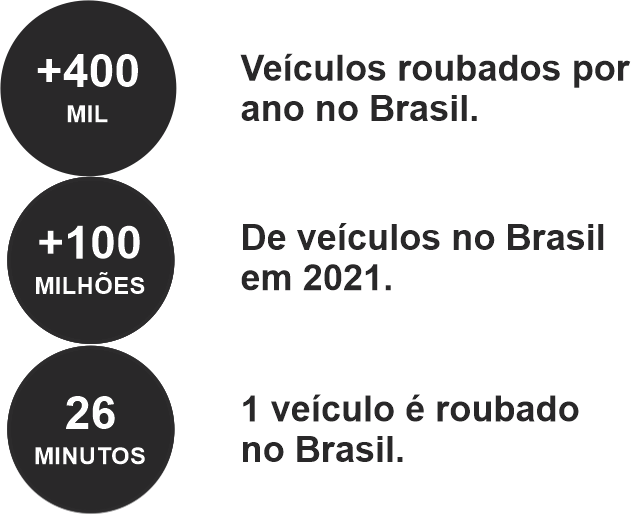 +400
MIL
Veículos roubados por
ano no Brasil.
+100
MILHÕES
De veículos no Brasil
em 2021.
26
MINUTOS
1 veículo é roubado
no Brasil.